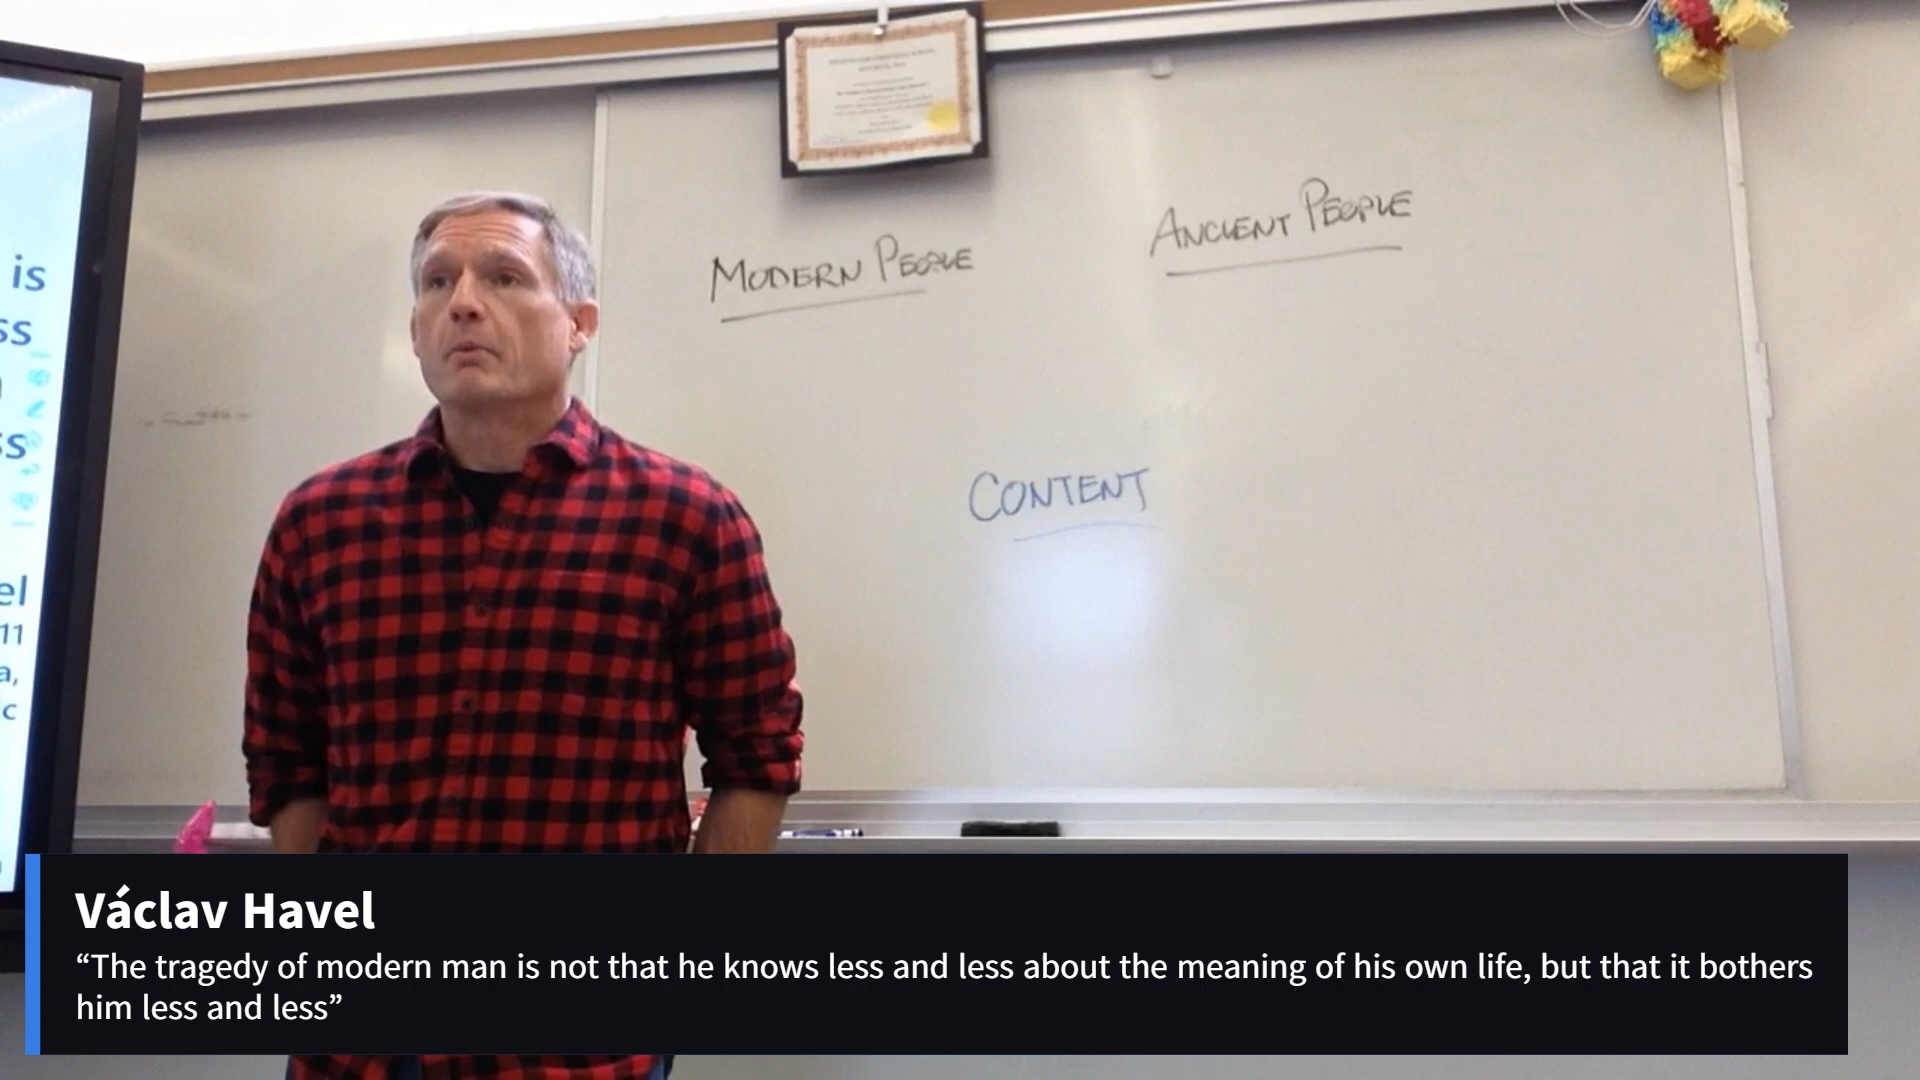 is
ss
ss
el
11
a,
c
MODERN PEOPLE
ANCIENT PEOPLE
CONTENT
Václav Havel
“The tragedy of modern man is not that he knows less and less about the meaning of his own life, but that it bothers
him less and less”